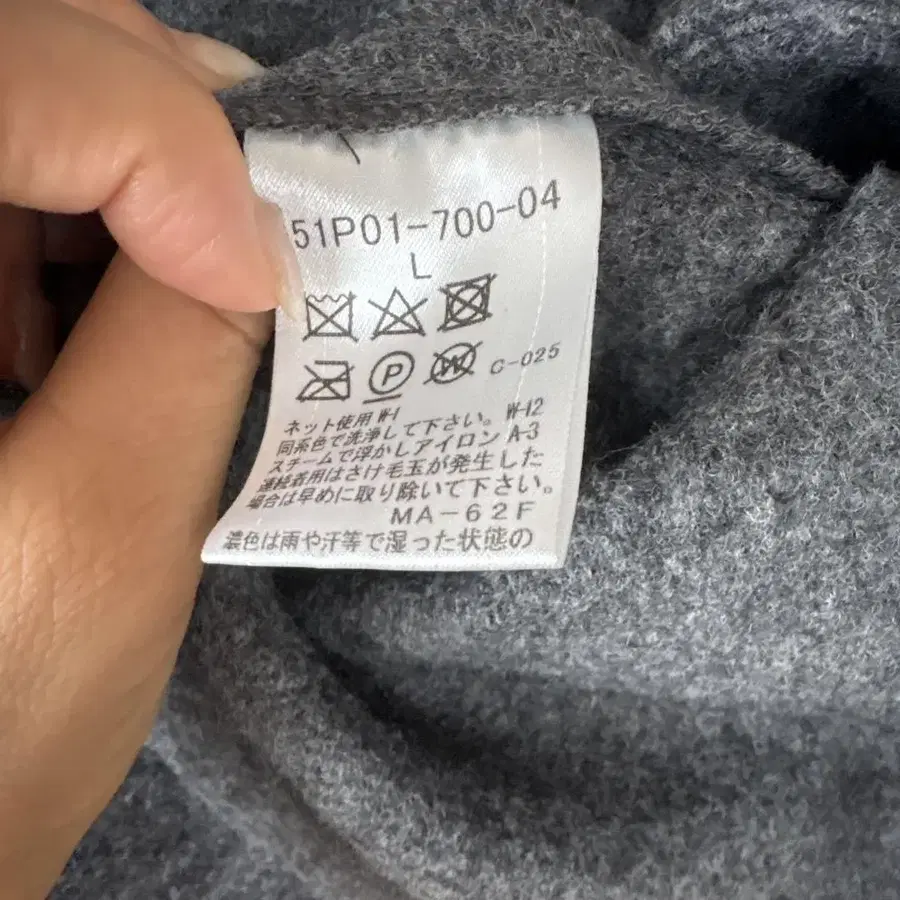 51P01-700-04
L
P W C-025
ネット使用 W-1
同系色で洗浄して下さい。 W-12
スチームで浮かしアイロン A-3
連続着用はさけ毛玉が発生した
場合は早めに取り除いて下さい。
MA-62F
濃色は雨や汗等で湿った状態の